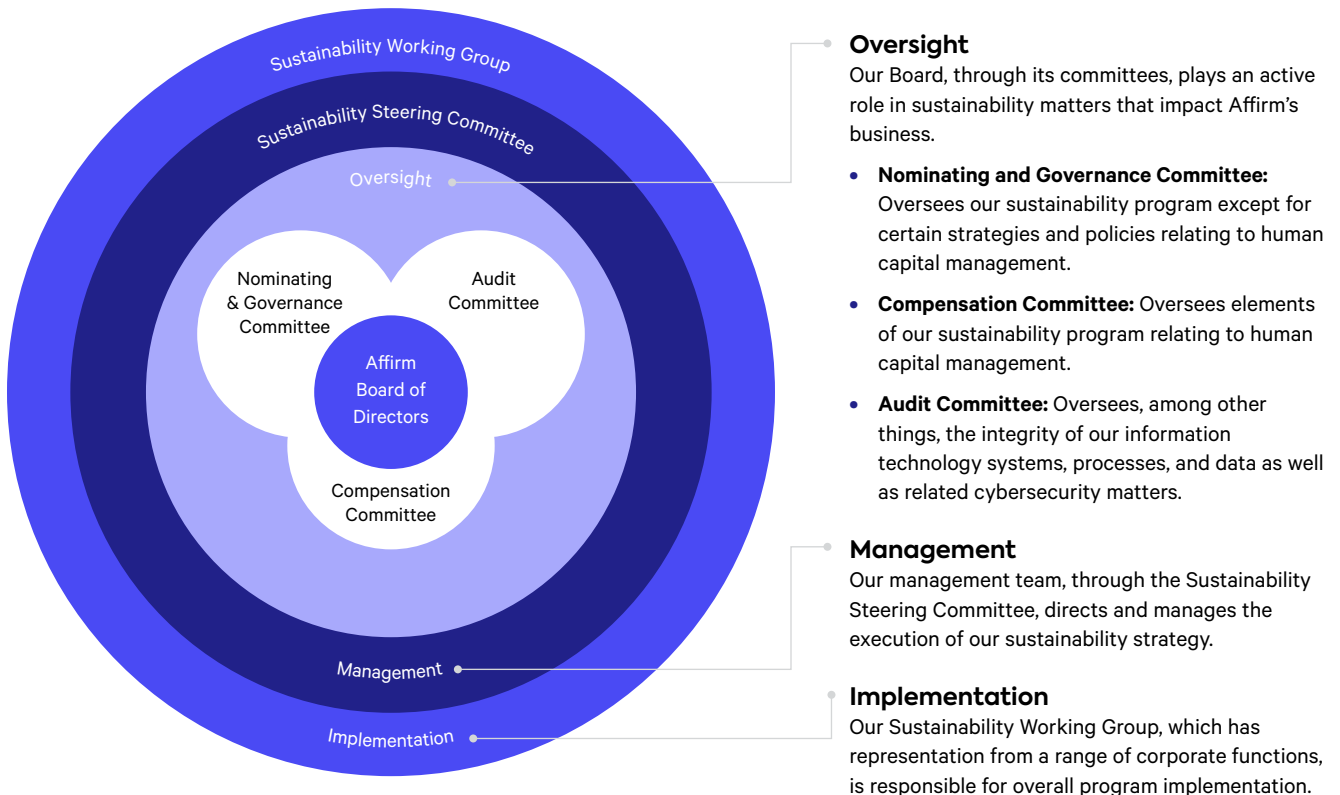 Sustainability Working Group
Sustainability Steering Committee
Oversight
Nominating
& Governance
Committee
Audit
Committee
Affirm
Board of
Directors
Compensation
Committee
Management
Implementation
Oversight
Our Board, through its committees, plays an active
role in sustainability matters that impact Affirm’s
business.
• Nominating and Governance Committee:
Oversees our sustainability program except for
certain strategies and policies relating to human
capital management.
• Compensation Committee: Oversees elements
of our sustainability program relating to human
capital management.
• Audit Committee: Oversees, among other
things, the integrity of our information
technology systems, processes, and data as well
as related cybersecurity matters.
Management
Our management team, through the Sustainability
Steering Committee, directs and manages the
execution of our sustainability strategy.
Implementation
Our Sustainability Working Group, which has
representation from a range of corporate functions,
is responsible for overall program implementation.